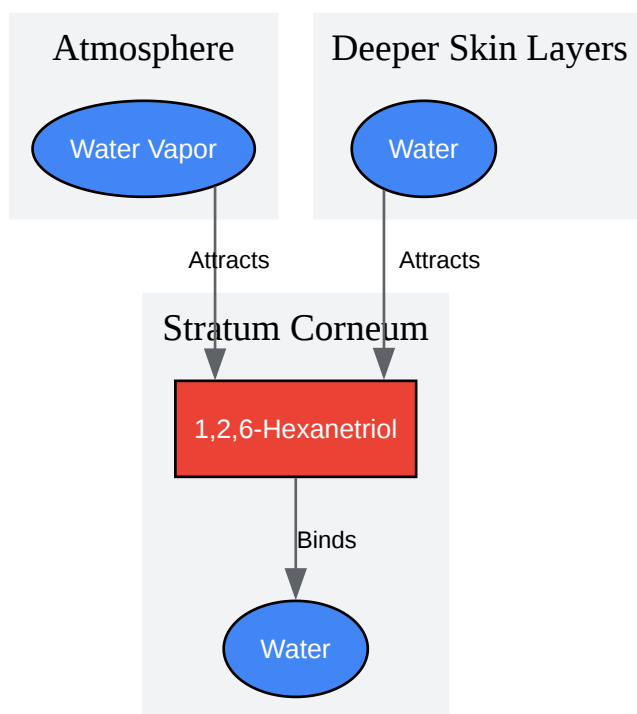 Atmosphere
Deeper Skin Layers
Water Vapor
Water
Attracts
Attracts
Stratum Corneum
1,2,6-Hexanetriol
Binds
Water